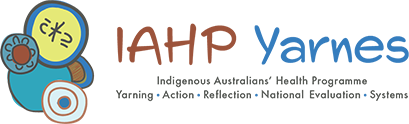 IAHP Yarnes
Indigenous Australians' Health Programme
Yarning • Action • Reflection • National Evaluation • Systems